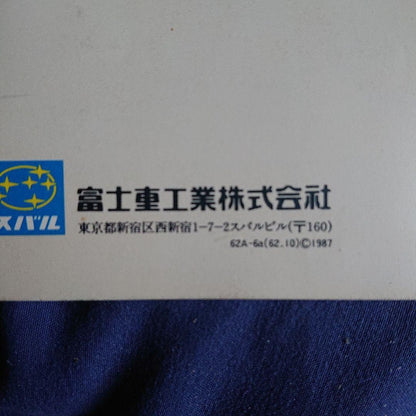 富士重工業株式会社
スバル
東京都新宿区西新宿1-7-2スバルビル(〒160)
62A-6a(62.10)©1987